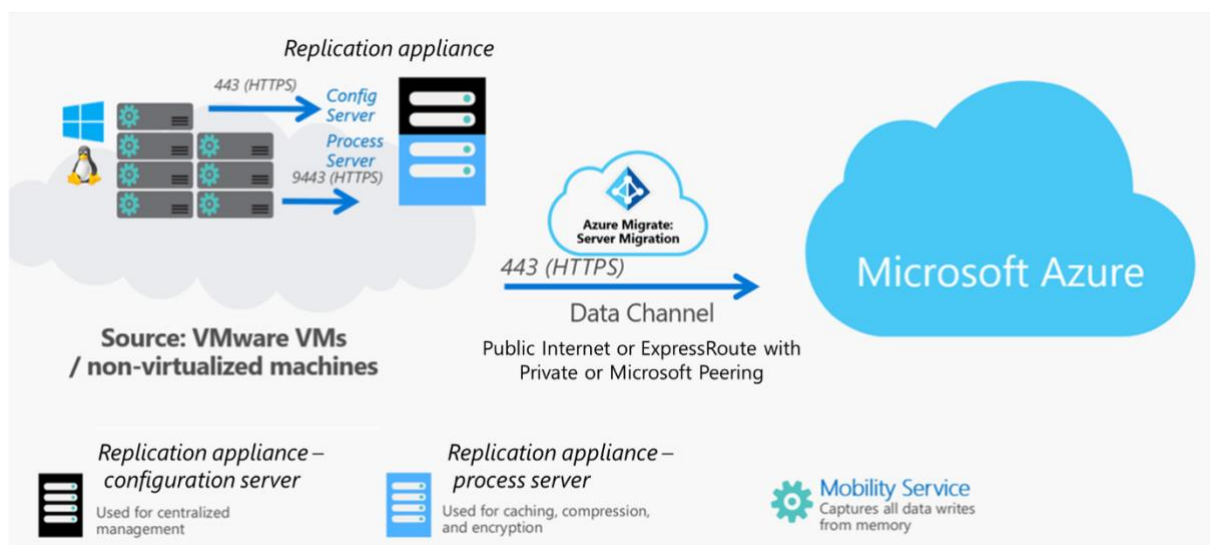 Replication appliance
443 (HTTPS)
Config
Server
Process
Server
9443 (HTTPS)
Azure Migrate:
Server Migration
443 (HTTPS)
Data Channel
Public Internet or ExpressRoute with
Private or Microsoft Peering
Microsoft Azure
Source: VMware VMs
/ non-virtualized machines
Replication appliance –
configuration server
Used for centralized
management
Replication appliance –
process server
Used for caching, compression,
and encryption
Mobility Service
Captures all data writes
from memory